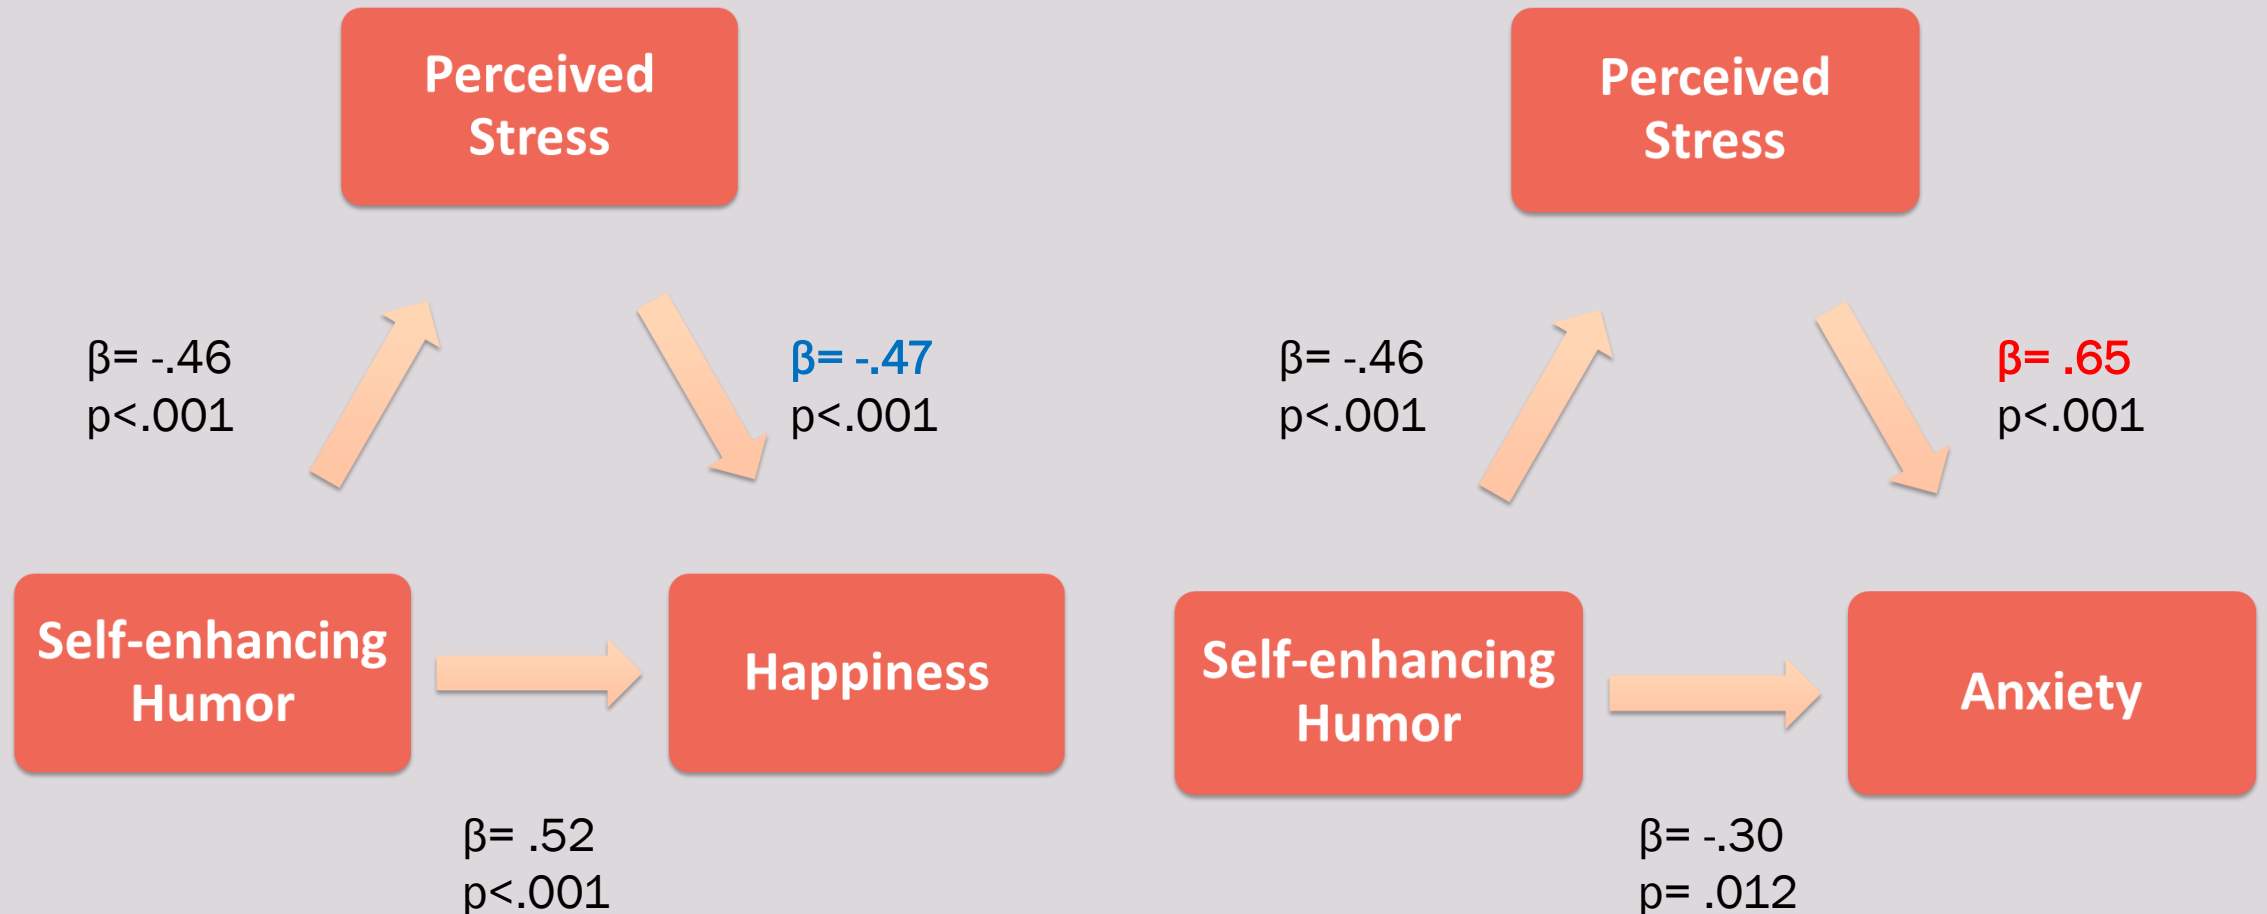 Perceived
Stress
β= -.46
p<.001
β= -.47
p<.001
Self-enhancing
Humor
Happiness
β= .52
p<.001
Perceived
Stress
β= -.46
p<.001
β= .65
p<.001
Self-enhancing
Humor
Anxiety
β= -.30
p= .012